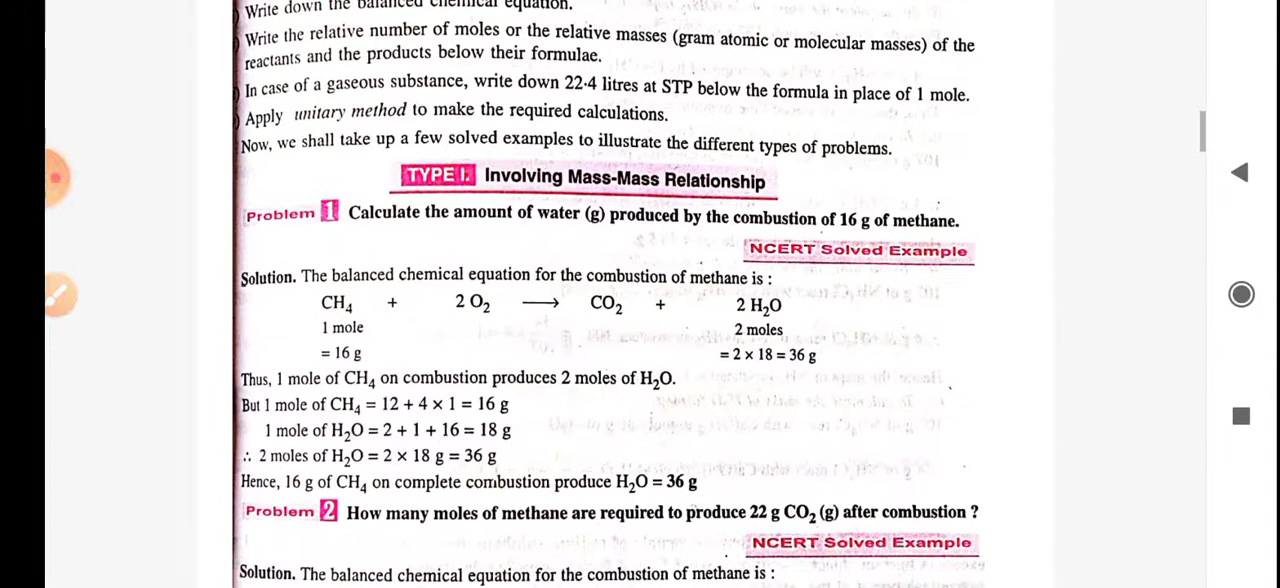 Write down the balanced chemical equation.
Write the relative number of moles or the relative masses (gram atomic or molecular masses) of the
reactants and the products below their formulae.
In case of a gaseous substance, write down 22·4 litres at STP below the formula in place of 1 mole.
Apply unitary method to make the required calculations.
Now, we shall take up a few solved examples to illustrate the different types of problems.
TYPE I. Involving Mass-Mass Relationship
Problem 1 Calculate the amount of water (g) produced by the combustion of 16 g of methane.
NCERT Solved Example
Solution. The balanced chemical equation for the combustion of methane is :
CH₄ + 2 O₂ ⟶ CO₂ + 2 H₂O
1 mole 2 moles
= 16 g = 2 × 18 = 36 g
Thus, 1 mole of CH₄ on combustion produces 2 moles of H₂O.
But 1 mole of CH₄ = 12 + 4 × 1 = 16 g
1 mole of H₂O = 2 + 1 + 16 = 18 g
∴ 2 moles of H₂O = 2 × 18 g = 36 g
Hence, 16 g of CH₄ on complete combustion produce H₂O = 36 g
Problem 2 How many moles of methane are required to produce 22 g CO₂ (g) after combustion ?
NCERT Solved Example
Solution. The balanced chemical equation for the combustion of methane is :